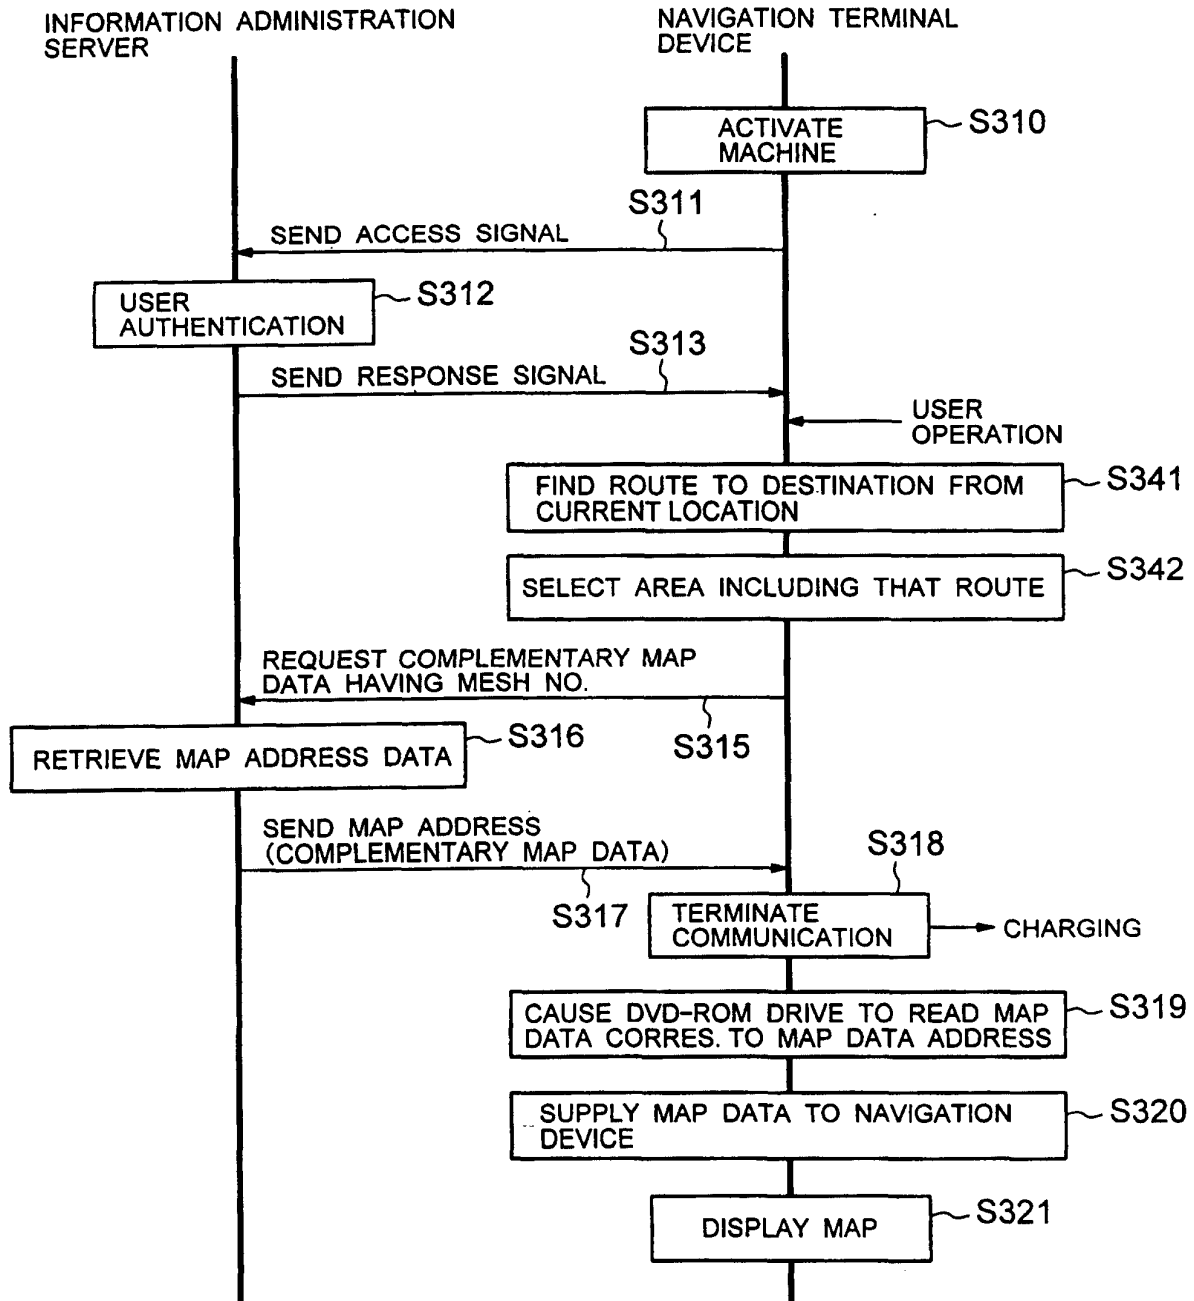 INFORMATION ADMINISTRATION
SERVER
NAVIGATION TERMINAL
DEVICE
ACTIVATE
MACHINE
S310
S311
SEND ACCESS SIGNAL
USER
AUTHENTICATION
S312
S313
SEND RESPONSE SIGNAL
USER
OPERATION
FIND ROUTE TO DESTINATION FROM
CURRENT LOCATION
S341
SELECT AREA INCLUDING THAT ROUTE
S342
REQUEST COMPLEMENTARY MAP
DATA HAVING MESH NO.
S315
RETRIEVE MAP ADDRESS DATA
S316
SEND MAP ADDRESS
(COMPLEMENTARY MAP DATA)
S317
S318
TERMINATE
COMMUNICATION
CHARGING
CAUSE DVD-ROM DRIVE TO READ MAP
DATA CORRES. TO MAP DATA ADDRESS
S319
SUPPLY MAP DATA TO NAVIGATION
DEVICE
S320
DISPLAY MAP
S321